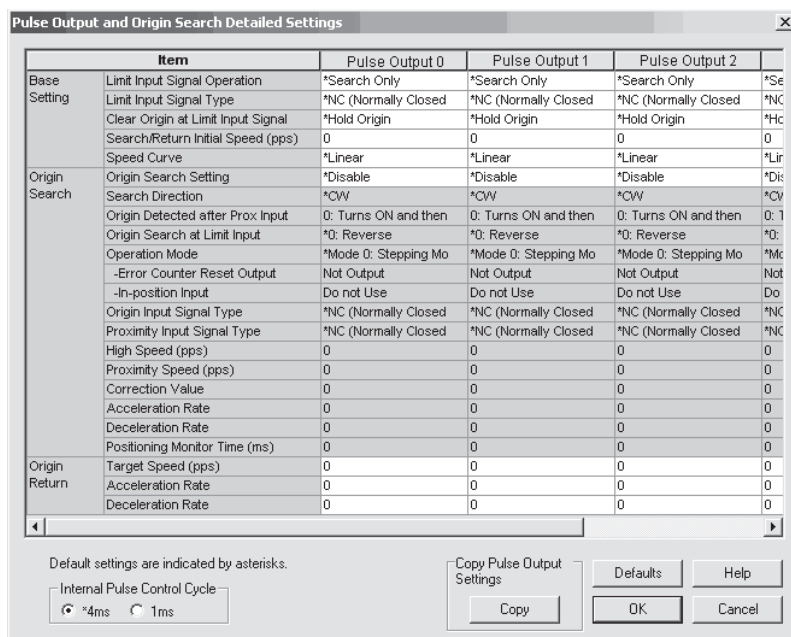 Pulse Output and Origin Search Detailed Settings
Item Pulse Output 0 Pulse Output 1 Pulse Output 2
Base Setting Limit Input Signal Operation *Search Only *Search Only *Search Only *Se
Limit Input Signal Type *NC (Normally Closed *NC (Normally Closed *NC (Normally Closed *NC
Clear Origin at Limit Input Signal *Hold Origin *Hold Origin *Hold Origin *Ho
Search/Return Initial Speed (pps) 0 0 0 0
Speed Curve *Linear *Linear *Linear *Lin
Origin Search Origin Search Setting *Disable *Disable *Disable *Dis
Search Direction *CW *CW *CW *CW
Origin Detected after Prox Input 0: Turns ON and then 0: Turns ON and then 0: Turns ON and then 0: T
Origin Search at Limit Input *0: Reverse *0: Reverse *0: Reverse *0:
Operation Mode *Mode 0: Stepping Mo *Mode 0: Stepping Mo *Mode 0: Stepping Mo *Mo
-Error Counter Reset Output Not Output Not Output Not Output Not
-In-position Input Do not Use Do not Use Do not Use Do
Origin Input Signal Type *NC (Normally Closed *NC (Normally Closed *NC (Normally Closed *NC
Proximity Input Signal Type *NC (Normally Closed *NC (Normally Closed *NC (Normally Closed *NC
High Speed (pps) 0 0 0 0
Proximity Speed (pps) 0 0 0 0
Correction Value 0 0 0 0
Acceleration Rate 0 0 0 0
Deceleration Rate 0 0 0 0
Positioning Monitor Time (ms) 0 0 0 0
Origin Return Target Speed (pps) 0 0 0 0
Acceleration Rate 0 0 0 0
Deceleration Rate 0 0 0 0
Default settings are indicated by asterisks.
Internal Pulse Control Cycle
*4ms 1ms
Copy Pulse Output
Settings
Copy
Defaults Help
OK Cancel